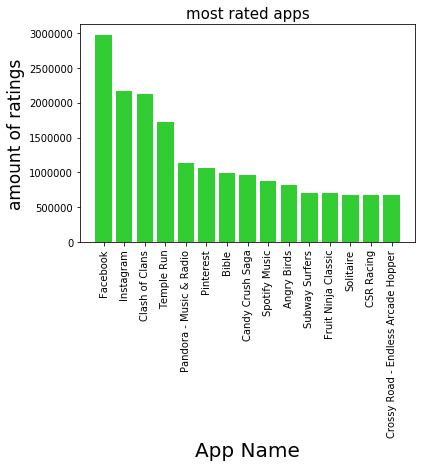 most rated apps
amount of ratings
3000000
2500000
2000000
1500000
1000000
500000
0
Facebook
Instagram
Clash of Clans
Temple Run
Pandora - Music & Radio
Pinterest
Bible
Candy Crush Saga
Spotify Music
Angry Birds
Subway Surfers
Fruit Ninja Classic
Solitaire
CSR Racing
Crossy Road - Endless Arcade Hopper
App Name